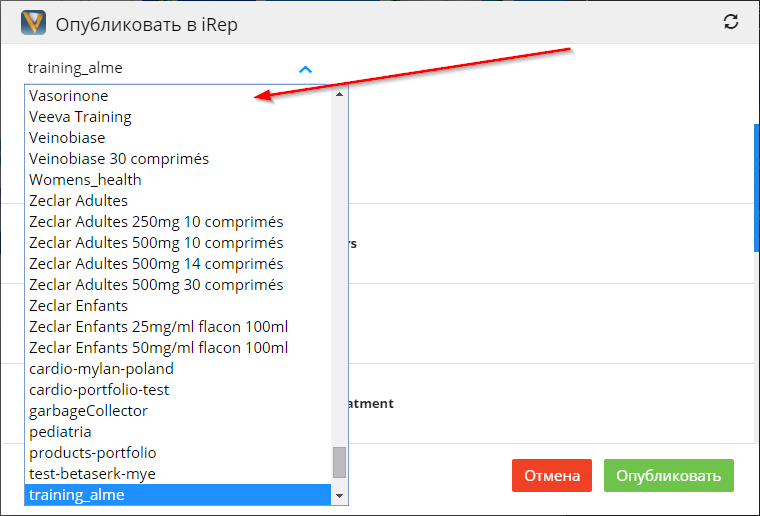 Опубликовать в iRep
training_alme
Vasorinone
Veeva Training
Veinobiase
Veinobiase 30 comprimés
Womens_health
Zeclar Adultes
Zeclar Adultes 250mg 10 comprimés
Zeclar Adultes 500mg 10 comprimés
rs
Zeclar Adultes 500mg 14 comprimés
Zeclar Adultes 500mg 30 comprimés
Zeclar Enfants
Zeclar Enfants 25mg/ml flacon 100ml
Zeclar Enfants 50mg/ml flacon 100ml
cardio-mylan-poland
cardio-portfolio-test
garbageCollector
atment
pediatria
products-portfolio
test-betaserk-mye
training_alme
Отмена
Опубликовать